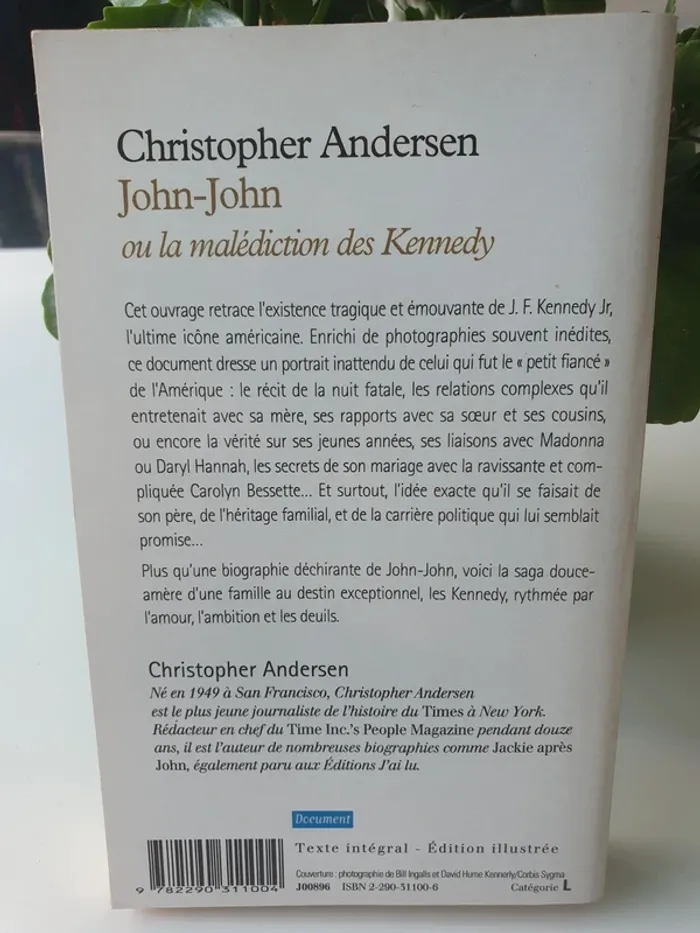 Christopher Andersen
John-John
ou la malédiction des Kennedy
Cet ouvrage retrace l'existence tragique et émouvante de J. F. Kennedy Jr,
l'ultime icône américaine. Enrichi de photographies souvent inédites,
ce document dresse un portrait inattendu de celui qui fut le « petit fiancé »
de l'Amérique : le récit de la nuit fatale, les relations complexes qu'il
entretenait avec sa mère, ses rapports avec sa sœur et ses cousins,
ou encore la vérité sur ses jeunes années, ses liaisons avec Madonna
ou Daryl Hannah, les secrets de son mariage avec la ravissante et com-
pliquée Carolyn Bessette... Et surtout, l'idée exacte qu'il se faisait de
son père, de l'héritage familial, et de la carrière politique qui lui semblait
promise...
Plus qu'une biographie déchirante de John-John, voici la saga douce-
amère d'une famille au destin exceptionnel, les Kennedy, rythmée par
l'amour, l'ambition et les deuils.
Christopher Andersen
Né en 1949 à San Francisco, Christopher Andersen
est le plus jeune journaliste de l'histoire du Times à New York.
Rédacteur en chef du Time Inc.'s People Magazine pendant douze
ans, il est l'auteur de nombreuses biographies comme Jackie après
John, également paru aux Éditions J'ai lu.
Document
Texte intégral - Édition illustrée
Couverture : photographie de Bill Ingalls et David Hume Kennerly/Corbis Sygma
J00896 ISBN 2-290-31100-6 Catégorie L
9 782290 311004